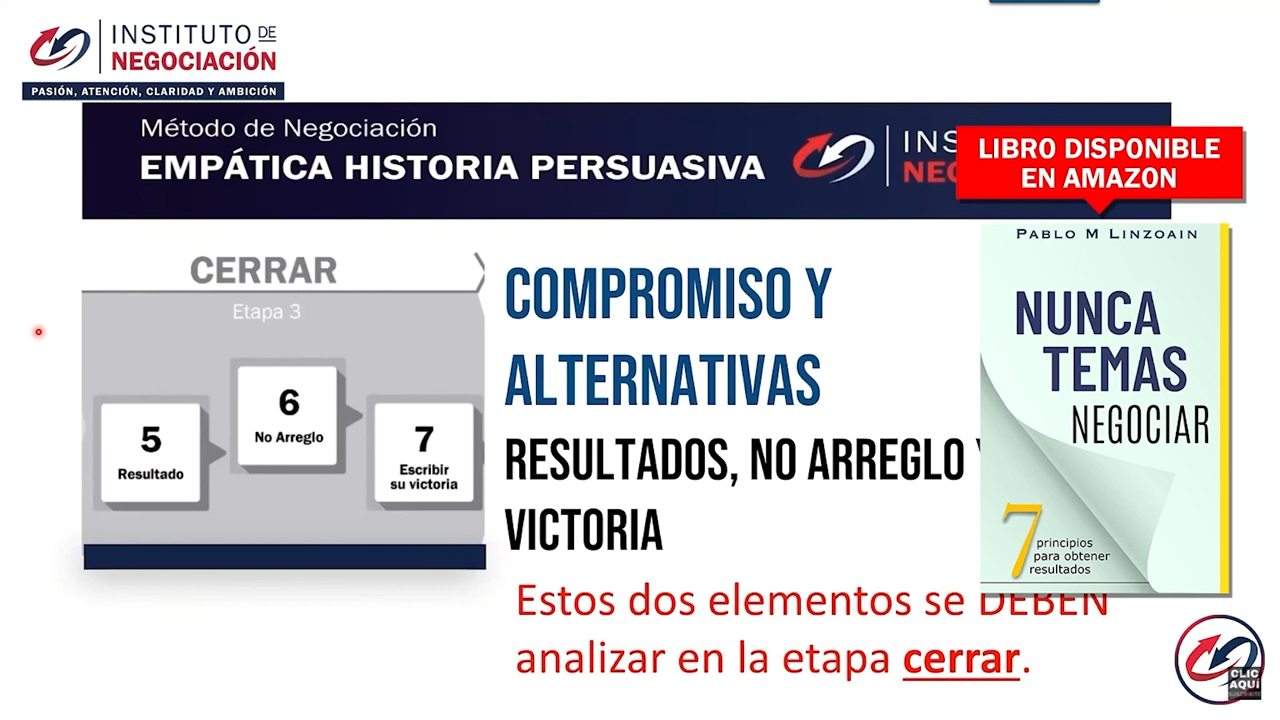 INSTITUTO DE
NEGOCIACIÓN
PASIÓN, ATENCIÓN, CLARIDAD Y AMBICIÓN
Método de Negociación
EMPÁTICA HISTORIA PERSUASIVA
LIBRO DISPONIBLE
EN AMAZON
CERRAR
Etapa 3
5
Resultado
6
No Arreglo
7
Escribir
su victoria
COMPROMISO Y
ALTERNATIVAS
RESULTADOS, NO ARREGLO
VICTORIA
Estos dos elementos se DEBEN
analizar en la etapa cerrar.
PABLO M LINZOAIN
NUNCA
TEMAS
NEGOCIAR
7
principios
para obtener
resultados
CLIC
AQUÍ